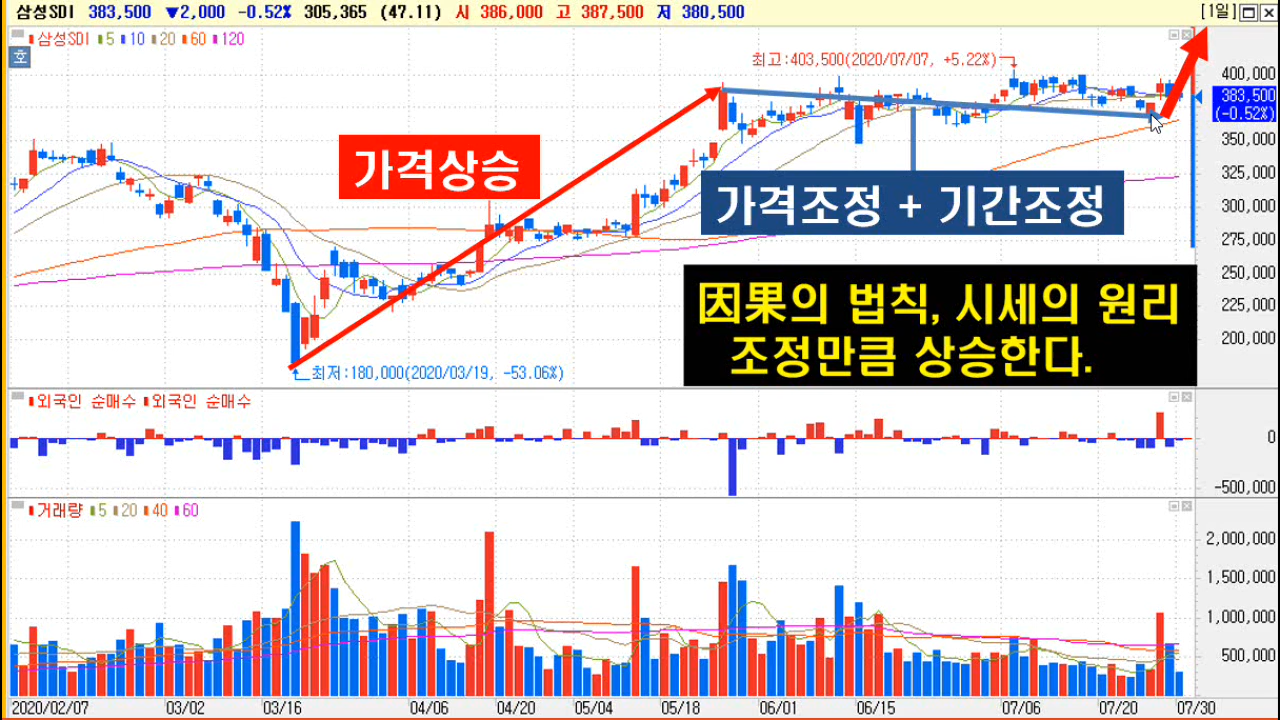 삼성SDI 383,500 ▼2,000 -0.52% 305,365 (47.11) 시 386,000 고 387,500 저 380,500 [1일]
삼성SDI 5 10 20 60 120
호
최고:403,500(2020/07/07, +5.22%)
400,000
383,500
(-0.52%)
350,000
325,000
300,000
275,000
250,000
225,000
200,000
가격상승
가격조정 + 기간조정
因果의 법칙, 시세의 원리
조정만큼 상승한다.
최저:180,000(2020/03/19, -53.06%)
외국인 순매수 외국인 순매수
0
-500,000
거래량 5 20 40 60
2,000,000
1,500,000
1,000,000
500,000
2020/02/07 03/02 03/16 04/06 04/20 05/04 05/18 06/01 06/15 07/06 07/20 07/30